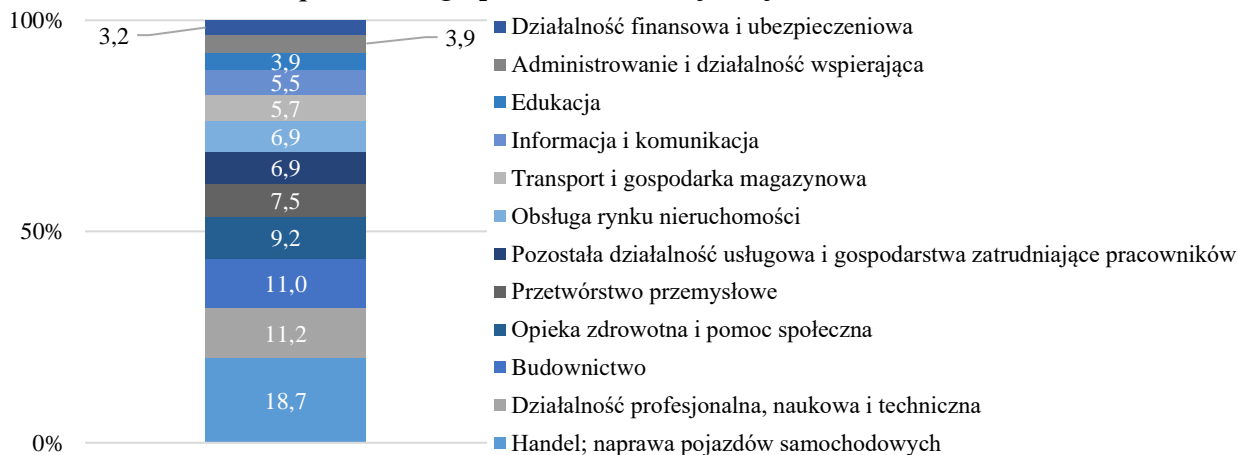 100%
3,2
3,9
3,9
5,5
5,7
6,9
6,9
7,5
50%
9,2
11,0
11,2
18,7
0%
Działalność finansowa i ubezpieczeniowa
Administrowanie i działalność wspierająca
Edukacja
Informacja i komunikacja
Transport i gospodarka magazynowa
Obsługa rynku nieruchomości
Pozostała działalność usługowa i gospodarstwa zatrudniające pracowników
Przetwórstwo przemysłowe
Opieka zdrowotna i pomoc społeczna
Budownictwo
Działalność profesjonalna, naukowa i techniczna
Handel; naprawa pojazdów samochodowych